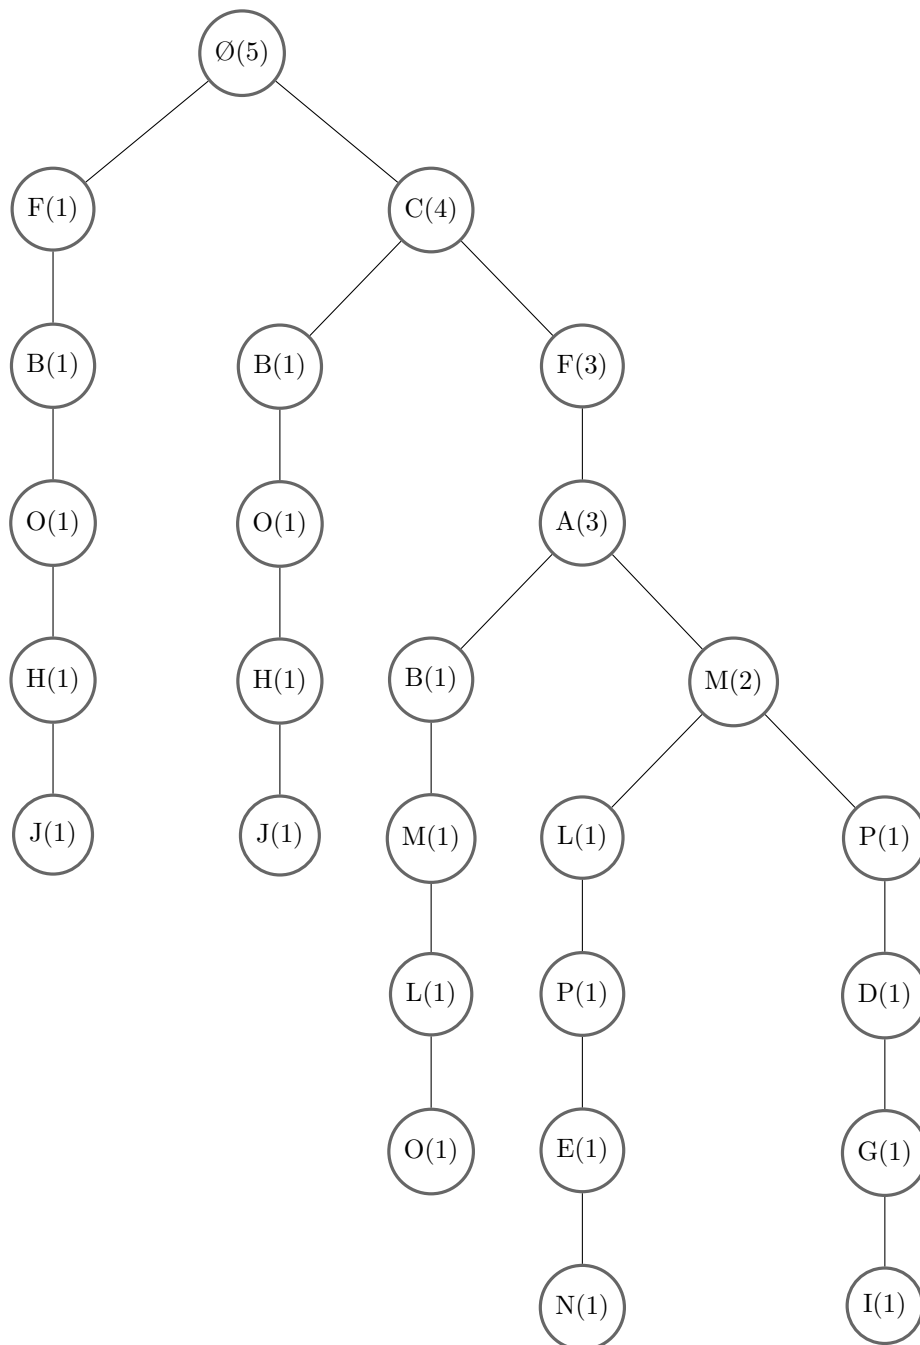 Ø(5)
F(1)
C(4)
B(1)
B(1)
F(3)
O(1)
O(1)
A(3)
H(1)
H(1)
B(1)
M(2)
J(1)
J(1)
M(1)
L(1)
P(1)
L(1)
P(1)
D(1)
O(1)
E(1)
G(1)
N(1)
I(1)